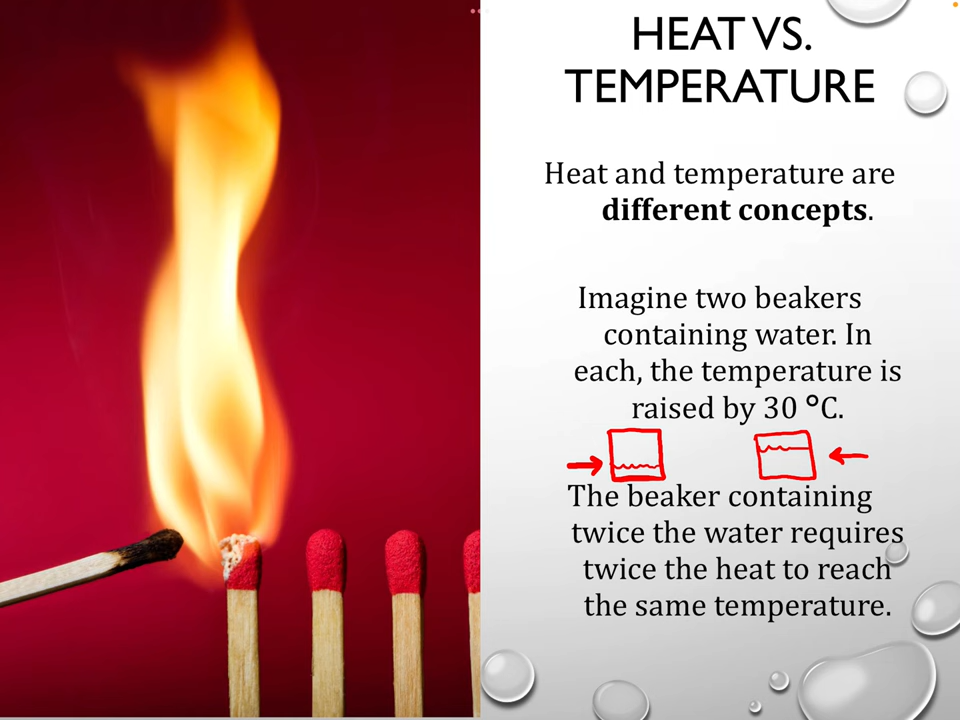 HEAT VS.
TEMPERATURE
Heat and temperature are
different concepts.
Imagine two beakers
containing water. In
each, the temperature is
raised by 30 °C.
The beaker containing
twice the water requires
twice the heat to reach
the same temperature.